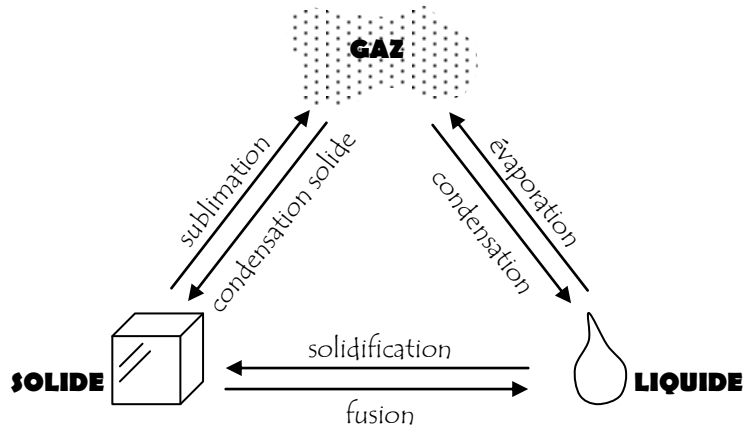 GAZ
sublimation
condensation solide
condensation
évaporation
solidification
SOLIDE
LIQUIDE
fusion